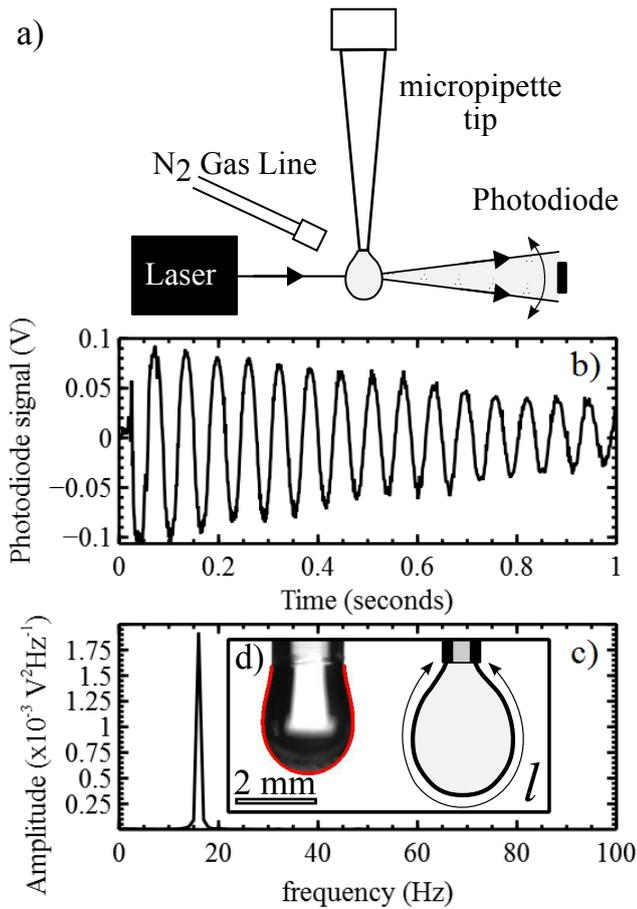 a)
micropipette
tip
N2 Gas Line
Photodiode
Laser
Photodiode signal (V)
0.1
0.05
0
−0.05
−0.1
b)
0 0.2 0.4 0.6 0.8 1
Time (seconds)
Amplitude (x10-3 V2Hz-1)
1.75
1.5
1.25
1
0.75
0.5
0.25
c)
d)
2 mm
l
0 20 40 60 80 100
frequency (Hz)